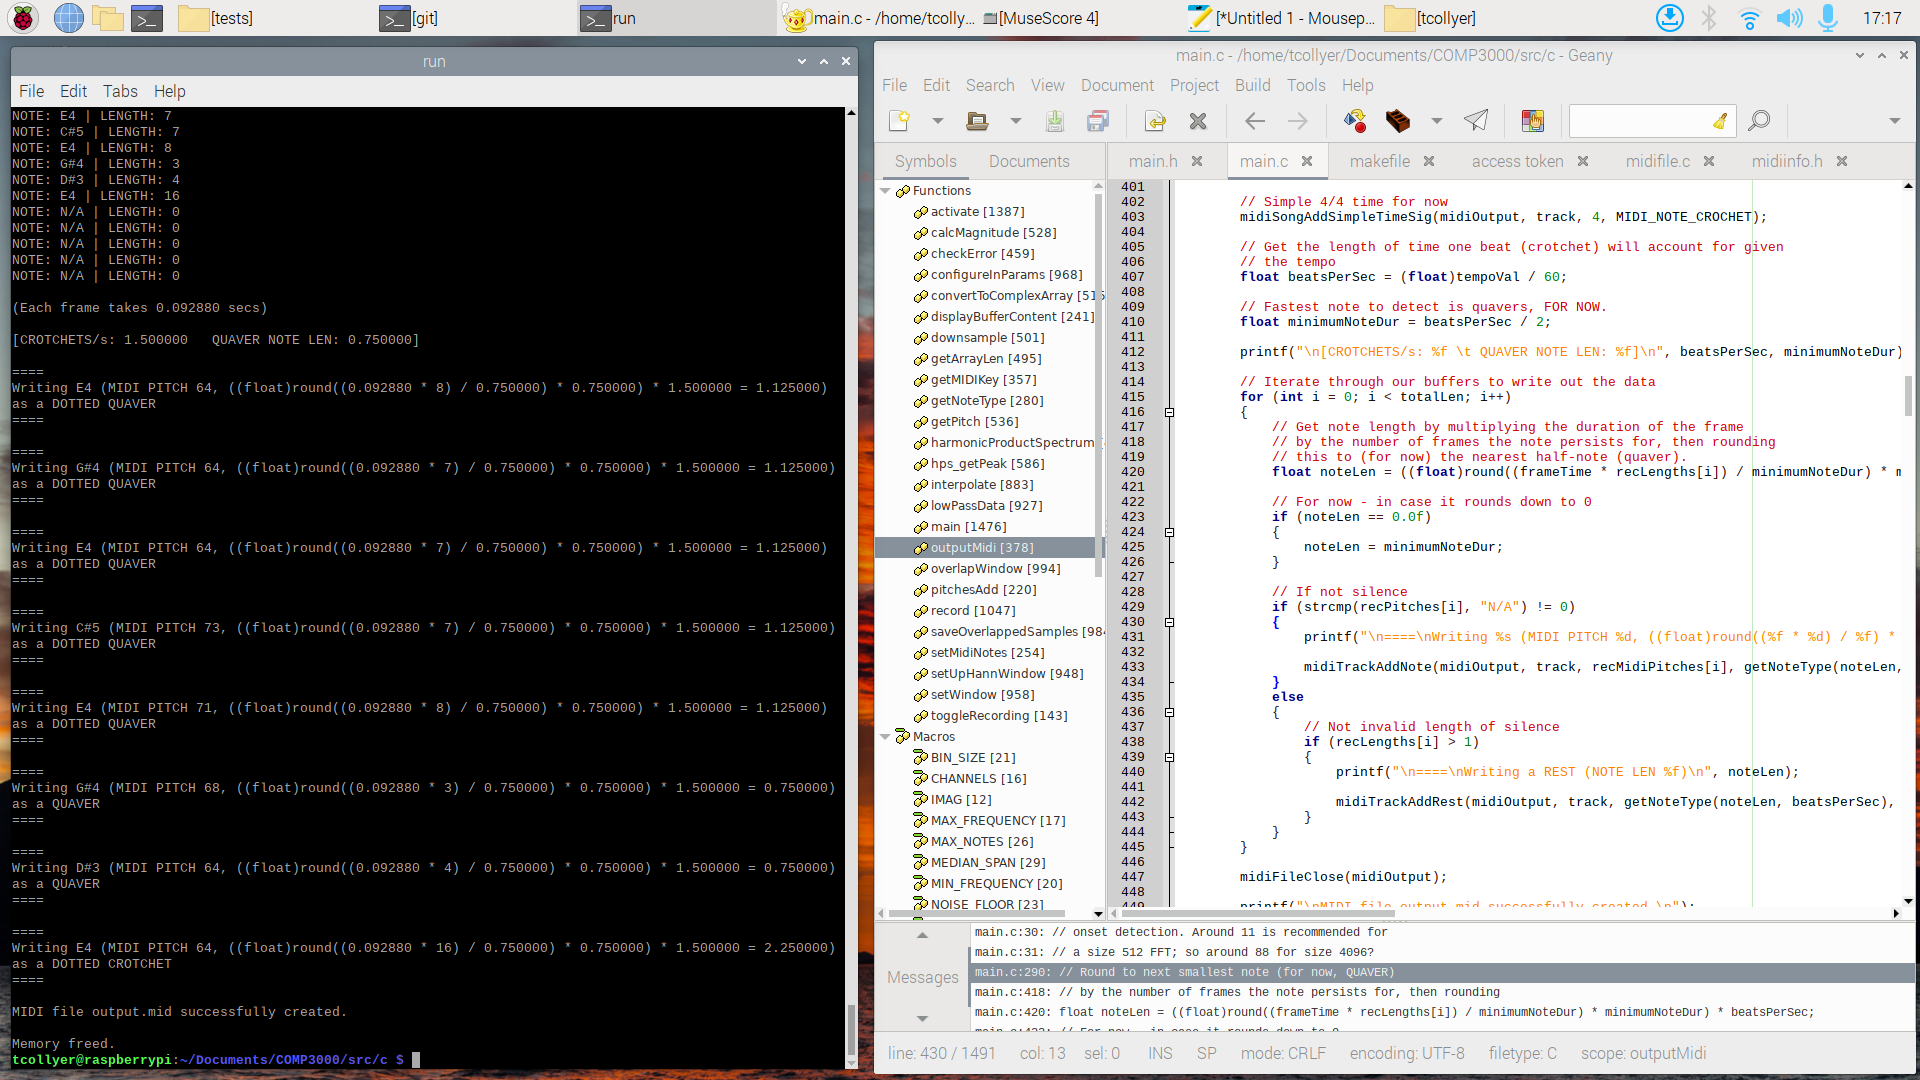 [tests]
[git]
run
main.c - /home/tcolly...
[MuseScore 4]
[*Untitled 1 - Mousep...
[tcollyer]
17:17
run
File Edit Tabs Help
NOTE: E4 | LENGTH: 7
NOTE: C#5 | LENGTH: 7
NOTE: E4 | LENGTH: 8
NOTE: G#4 | LENGTH: 3
NOTE: D#3 | LENGTH: 4
NOTE: E4 | LENGTH: 16
NOTE: N/A | LENGTH: 0
NOTE: N/A | LENGTH: 0
NOTE: N/A | LENGTH: 0
NOTE: N/A | LENGTH: 0
NOTE: N/A | LENGTH: 0
(Each frame takes 0.092880 secs)
[CROTCHETS/s: 1.500000   QUAVER NOTE LEN: 0.750000]
====
Writing E4 (MIDI PITCH 64, ((float)round((0.092880 * 8) / 0.750000) * 0.750000) * 1.500000 = 1.125000)
as a DOTTED QUAVER
====
====
Writing G#4 (MIDI PITCH 64, ((float)round((0.092880 * 7) / 0.750000) * 0.750000) * 1.500000 = 1.125000)
as a DOTTED QUAVER
====
====
Writing E4 (MIDI PITCH 64, ((float)round((0.092880 * 7) / 0.750000) * 0.750000) * 1.500000 = 1.125000)
as a DOTTED QUAVER
====
====
Writing C#5 (MIDI PITCH 73, ((float)round((0.092880 * 7) / 0.750000) * 0.750000) * 1.500000 = 1.125000)
as a DOTTED QUAVER
====
====
Writing E4 (MIDI PITCH 71, ((float)round((0.092880 * 8) / 0.750000) * 0.750000) * 1.500000 = 1.125000)
as a DOTTED QUAVER
====
====
Writing G#4 (MIDI PITCH 68, ((float)round((0.092880 * 3) / 0.750000) * 0.750000) * 1.500000 = 0.750000)
as a QUAVER
====
====
Writing D#3 (MIDI PITCH 64, ((float)round((0.092880 * 4) / 0.750000) * 0.750000) * 1.500000 = 0.750000)
as a QUAVER
====
====
Writing E4 (MIDI PITCH 64, ((float)round((0.092880 * 16) / 0.750000) * 0.750000) * 1.500000 = 2.250000)
as a DOTTED CROTCHET
====
MIDI file output.mid successfully created.
Memory freed.
tcollyer@raspberrypi:~/Documents/COMP3000/src/c $
main.c - /home/tcollyer/Documents/COMP3000/src/c - Geany
File Edit Search View Document Project Build Tools Help
Symbols Documents
Functions
activate [1387]
calcMagnitude [528]
checkError [459]
configureInParams [968]
convertToComplexArray [515
displayBufferContent [241]
downsample [501]
getArrayLen [495]
getMIDIKey [357]
getNoteType [280]
getPitch [536]
harmonicProductSpectrum
hps_getPeak [586]
interpolate [883]
lowPassData [927]
main [1476]
outputMidi [378]
overlapWindow [994]
pitchesAdd [220]
record [1047]
saveOverlappedSamples [984
setMidiNotes [254]
setUpHannWindow [948]
setWindow [958]
toggleRecording [143]
Macros
BIN_SIZE [21]
CHANNELS [16]
IMAG [12]
MAX_FREQUENCY [17]
MAX_NOTES [26]
MEDIAN_SPAN [29]
MIN_FREQUENCY [20]
NOISE_FLOOR [23]
main.h main.c makefile access token midifile.c midiinfo.h
401
402 // Simple 4/4 time for now
403 midiSongAddSimpleTimeSig(midiOutput, track, 4, MIDI_NOTE_CROCHET);
404
405 // Get the length of time one beat (crotchet) will account for given
406 // the tempo
407 float beatsPerSec = (float)tempoVal / 60;
408
409 // Fastest note to detect is quavers, FOR NOW.
410 float minimumNoteDur = beatsPerSec / 2;
411
412 printf("\n[CROTCHETS/s: %f \t QUAVER NOTE LEN: %f]\n", beatsPerSec, minimumNoteDur)
413
414 // Iterate through our buffers to write out the data
415 for (int i = 0; i < totalLen; i++)
416 {
417 // Get note length by multiplying the duration of the frame
418 // by the number of frames the note persists for, then rounding
419 // this to (for now) the nearest half-note (quaver).
420 float noteLen = ((float)round((frameTime * recLengths[i]) / minimumNoteDur) * m
421
422 // For now - in case it rounds down to 0
423 if (noteLen == 0.0f)
424 {
425 noteLen = minimumNoteDur;
426 }
427
428 // If not silence
429 if (strcmp(recPitches[i], "N/A") != 0)
430 {
431 printf("\n====\nWriting %s (MIDI PITCH %d, ((float)round((%f * %d) / %f) *
432
433 midiTrackAddNote(midiOutput, track, recMidiPitches[i], getNoteType(noteLen,
434 }
435 else
436 {
437 // Not invalid length of silence
438 if (recLengths[i] > 1)
439 {
440 printf("\n====\nWriting a REST (NOTE LEN %f)\n", noteLen);
441
442 midiTrackAddRest(midiOutput, track, getNoteType(noteLen, beatsPerSec),
443 }
444 }
445 }
446
447 midiFileClose(midiOutput);
448
449 printf("\nMIDI file output.mid successfully created.\n");
Messages
main.c:30: // onset detection. Around 11 is recommended for
main.c:31: // a size 512 FFT; so around 88 for size 4096?
main.c:290: // Round to next smallest note (for now, QUAVER)
main.c:418: // by the number of frames the note persists for, then rounding
main.c:420: float noteLen = ((float)round((frameTime * recLengths[i]) / minimumNoteDur) * minimumNoteDur) * beatsPerSec;
main.c:422: // For now - in case it rounds down to 0
line: 430 / 1491 col: 13 sel: 0 INS SP mode: CRLF encoding: UTF-8 filetype: C scope: outputMidi